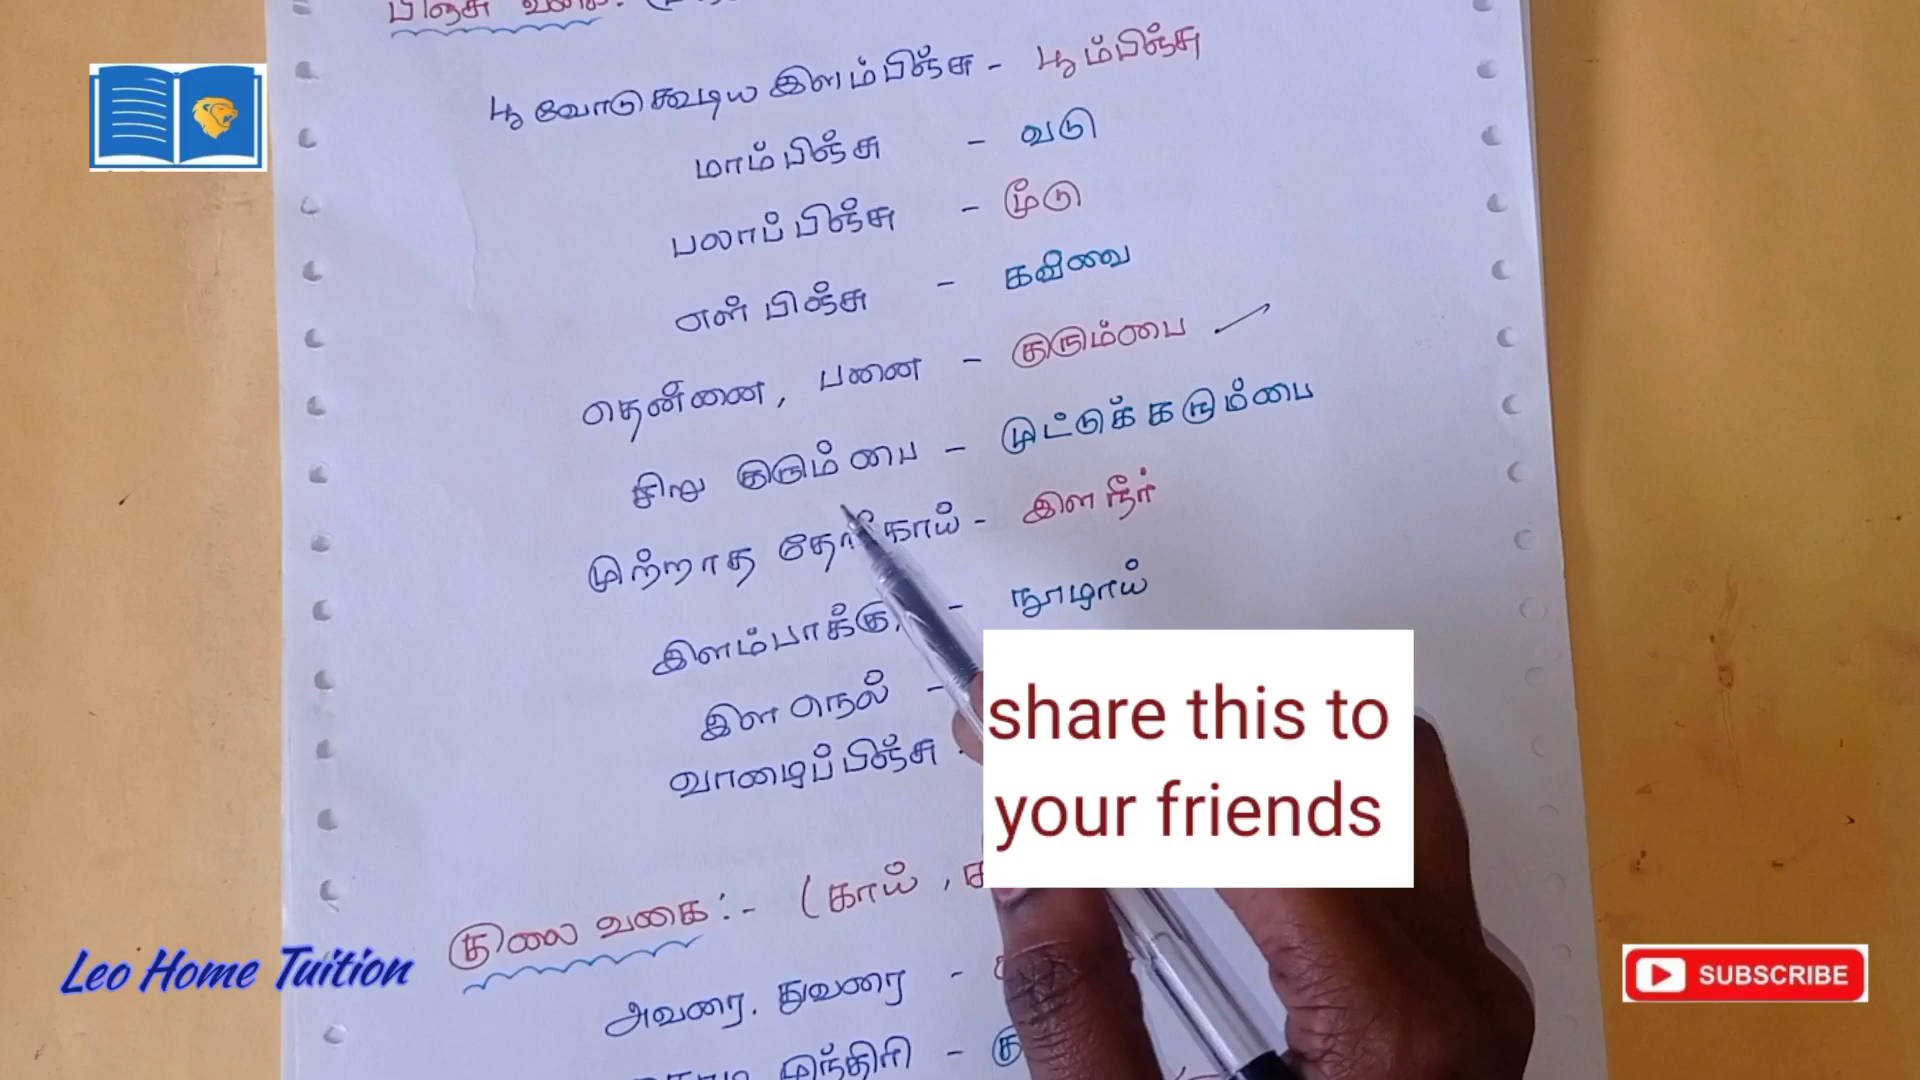 பிஞ்சு வகை:
பூவோடுகூடிய இளம்பிஞ்சு - பூம்பிஞ்சு
மாம்பிஞ்சு - வடு
பலாப்பிஞ்சு - மூடு
எள்பிஞ்சு - கவ்வை
தென்னை, பனை - குரும்பை
சிறு குரும்பை - முட்டுக்குரும்பை
முற்றாத தேங்காய் - இளநீர்
இளம்பாக்கு - நூழாய்
இளநெல் -
வாழைப்பிஞ்சு -
share this to
your friends
குலை வகை:- (காய்,
Leo Home Tuition
SUBSCRIBE
அவரை, துவரை -
முந்திரி -